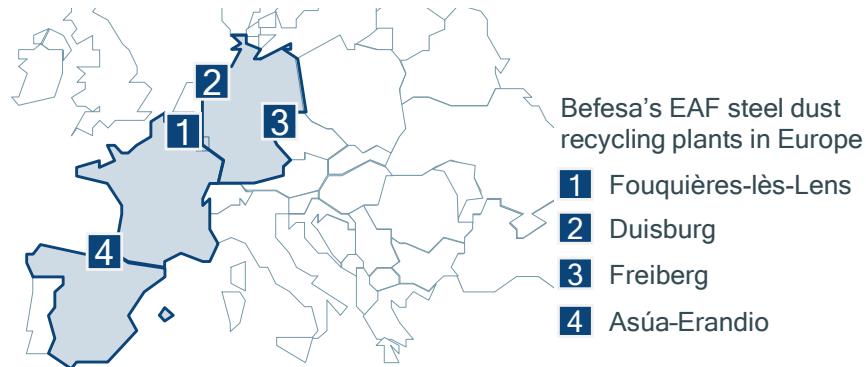 2
1
3
4
Befesa's EAF steel dust
recycling plants in Europe
1 Fouquières-lès-Lens
2 Duisburg
3 Freiberg
4 Asúa-Erandio